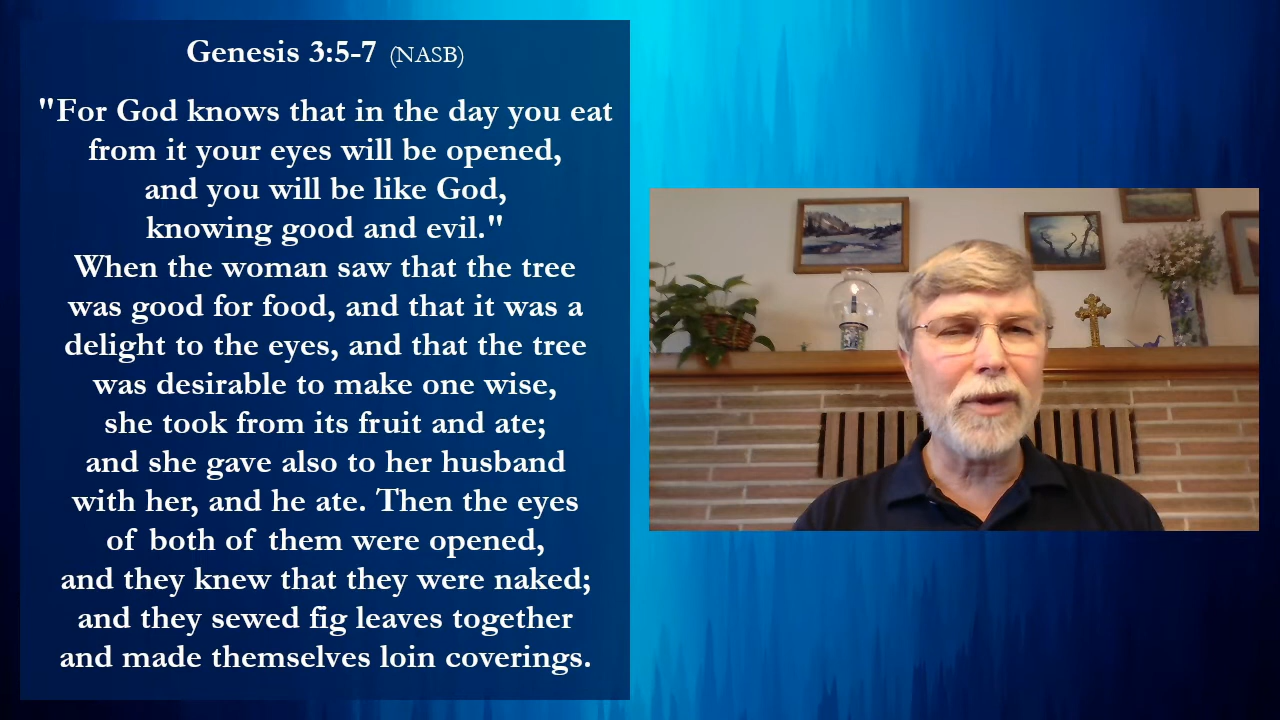 Genesis 3:5-7 (NASB)
"For God knows that in the day you eat
from it your eyes will be opened,
and you will be like God,
knowing good and evil."
When the woman saw that the tree
was good for food, and that it was a
delight to the eyes, and that the tree
was desirable to make one wise,
she took from its fruit and ate;
and she gave also to her husband
with her, and he ate. Then the eyes
of both of them were opened,
and they knew that they were naked;
and they sewed fig leaves together
and made themselves loin coverings.